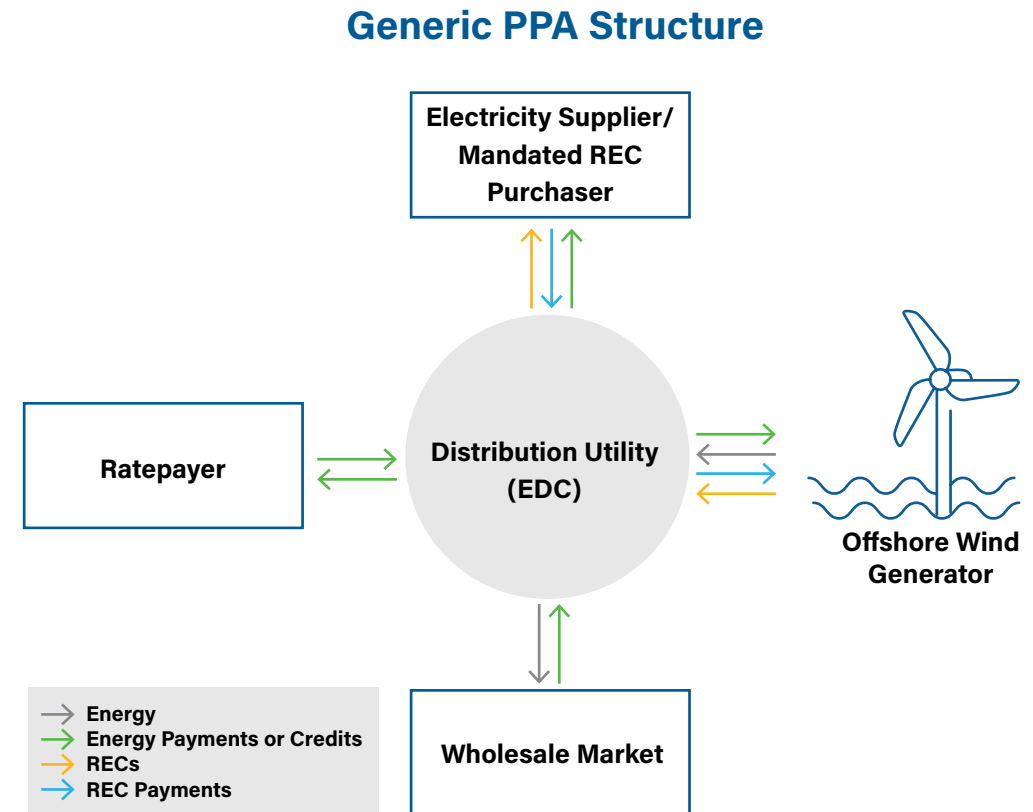 Generic PPA Structure
Electricity Supplier/
Mandated REC
Purchaser
Ratepayer
Distribution Utility
(EDC)
Offshore Wind
Generator
Wholesale Market
Energy
Energy Payments or Credits
RECs
REC Payments